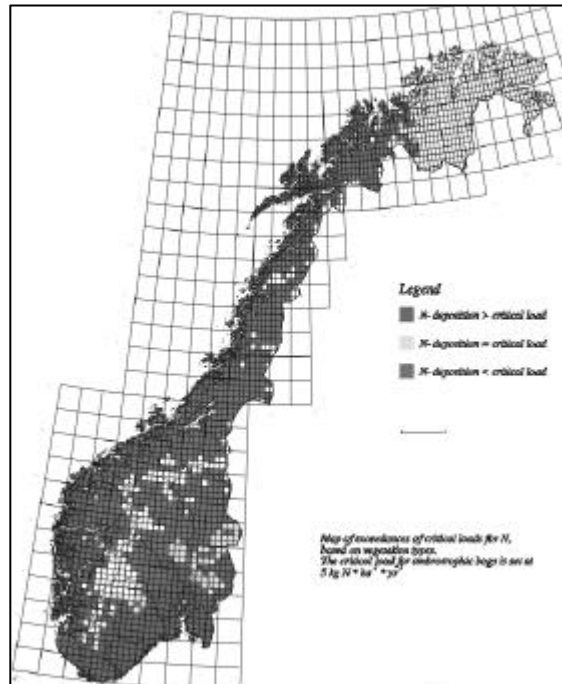 Legend
N-deposition > critical load
N-deposition = critical load
N-deposition < critical load
Map of exceedances of critical loads for N,
based on vegetation types.
The critical load for ombrotrophic bogs is set at
5 kg N * ha⁻¹ * yr⁻¹